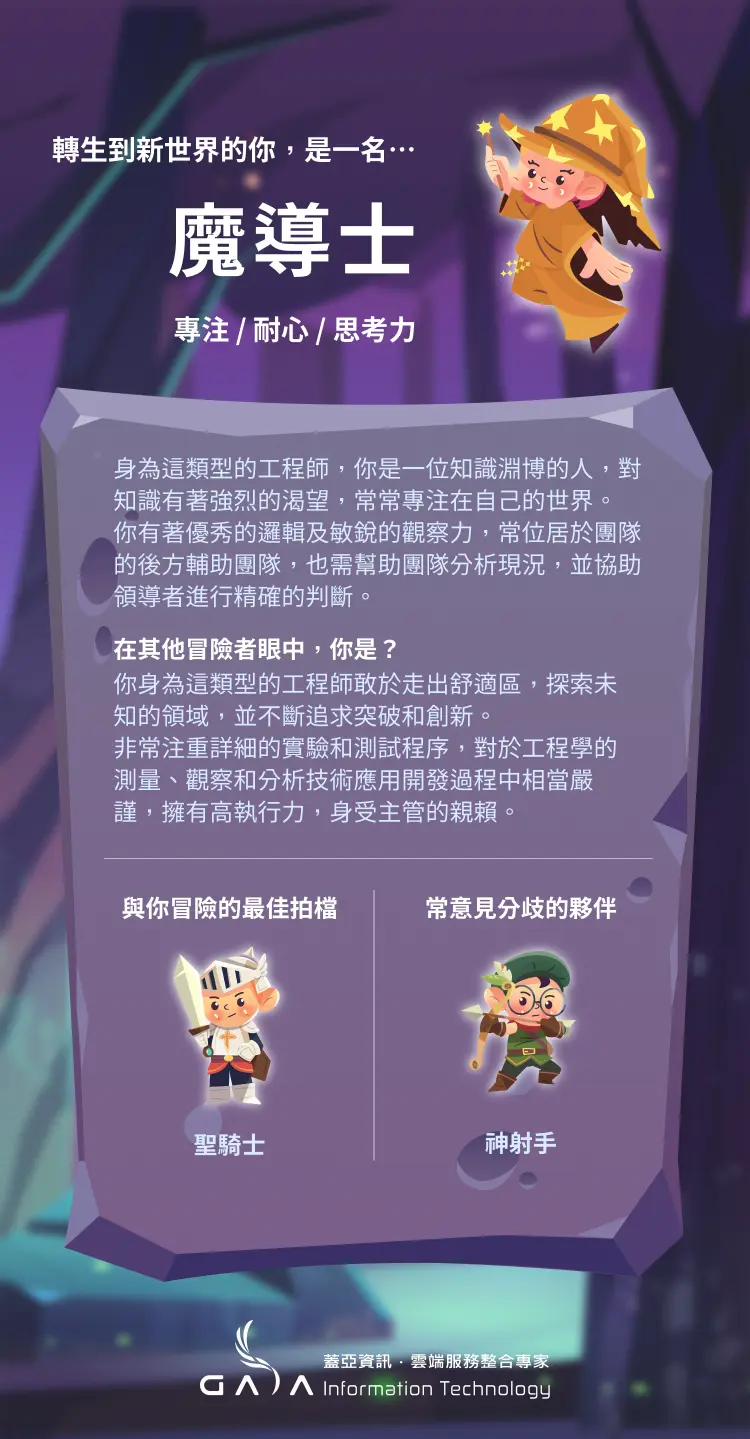 轉生到新世界的你，是一名…
魔導士
專注 / 耐心 / 思考力
身為這類型的工程師，你是一位知識淵博的人，對
知識有著強烈的渴望，常常專注在自己的世界。
你有著優秀的邏輯及敏銳的觀察力，常位居於團隊
的後方輔助團隊，也需幫助團隊分析現況，並協助
領導者進行精確的判斷。
在其他冒險者眼中，你是？
你身為這類型的工程師敢於走出舒適區，探索未
知的領域，並不斷追求突破和創新。
非常注重詳細的實驗和測試程序，對於工程學的
測量、觀察和分析技術應用開發過程中相當嚴
謹，擁有高執行力，身受主管的親賴。
與你冒險的最佳拍檔
常意見分歧的夥伴
聖騎士
神射手
蓋亞資訊．雲端服務整合專家
GAIA Information Technology